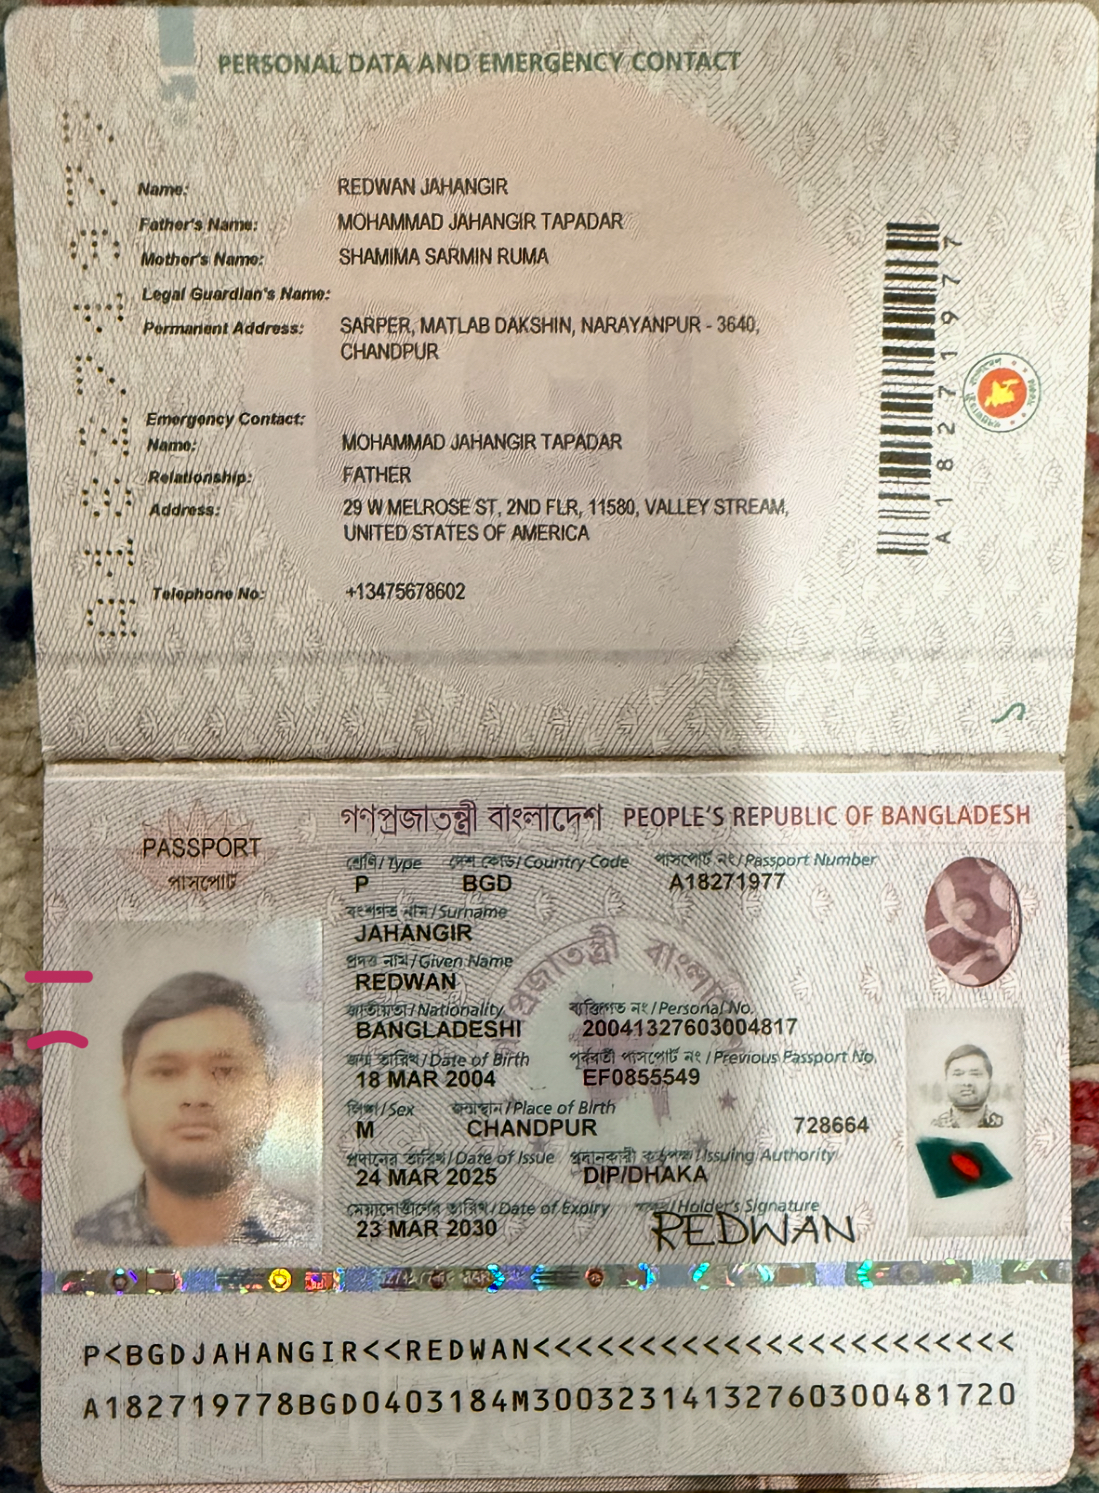 PERSONAL DATA AND EMERGENCY CONTACT
Name: REDWAN JAHANGIR
Father's Name: MOHAMMAD JAHANGIR TAPADAR
Mother's Name: SHAMIMA SARMIN RUMA
Legal Guardian's Name:
Permanent Address: SARPER, MATLAB DAKSHIN, NARAYANPUR - 3640,
CHANDPUR
Emergency Contact:
Name: MOHAMMAD JAHANGIR TAPADAR
Relationship: FATHER
Address: 29 W MELROSE ST, 2ND FLR, 11580, VALLEY STREAM,
UNITED STATES OF AMERICA
Telephone No: +13475678602
A18271977
A18271977
গণপ্রজাতন্ত্রী বাংলাদেশ PEOPLE'S REPUBLIC OF BANGLADESH
PASSPORT
পাসপোর্ট
শ্রেণি/Type দেশ কোড/Country Code পাসপোর্ট নং/Passport Number
P BGD A18271977
বংশগত নাম/Surname
JAHANGIR
প্রদত্ত নাম/Given Name
REDWAN
জাতীয়তা/Nationality ব্যক্তিগত নং/Personal No.
BANGLADESHI 20041327603004817
জন্ম তারিখ/Date of Birth পূর্ববর্তী পাসপোর্ট নং/Previous Passport No.
18 MAR 2004 EF0855549
লিঙ্গ/Sex জন্মস্থান/Place of Birth
M CHANDPUR 728664
প্রদানের তারিখ/Date of Issue প্রদানকারী কর্তৃপক্ষ/Issuing Authority
24 MAR 2025 DIP/DHAKA
মেয়াদোত্তীর্ণের তারিখ/Date of Expiry স্বাক্ষর/Holder's Signature
23 MAR 2030 REDWAN
P<BGDJAHANGIR<<REDWAN<<<<<<<<<<<<<<<<<<<<<<<
A182719778BGD0403184M30032314132760300481720